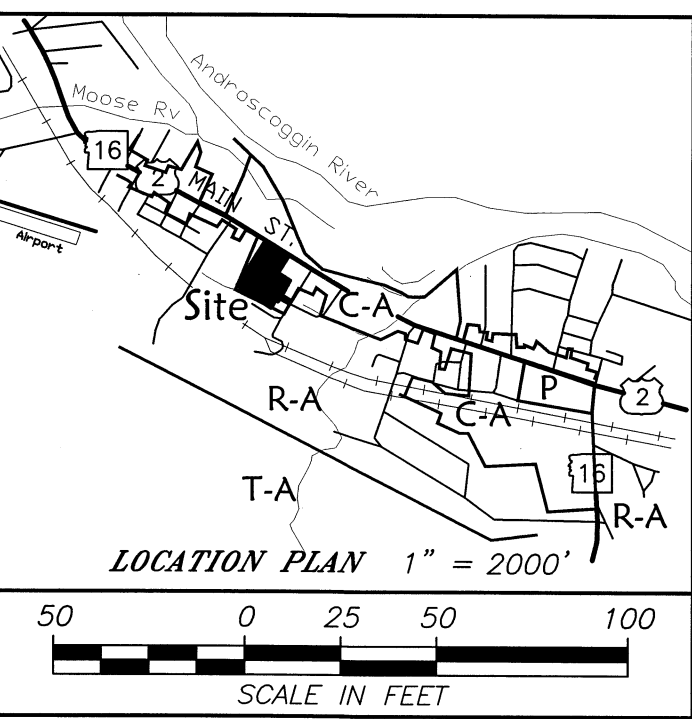 Androscoggin River
Moose Rv
16
2
MAIN ST.
Airport
Site
C-A
R-A
C-A
P
2
T-A
16
R-A
LOCATION PLAN 1" = 2000'
50 0 25 50 100
SCALE IN FEET